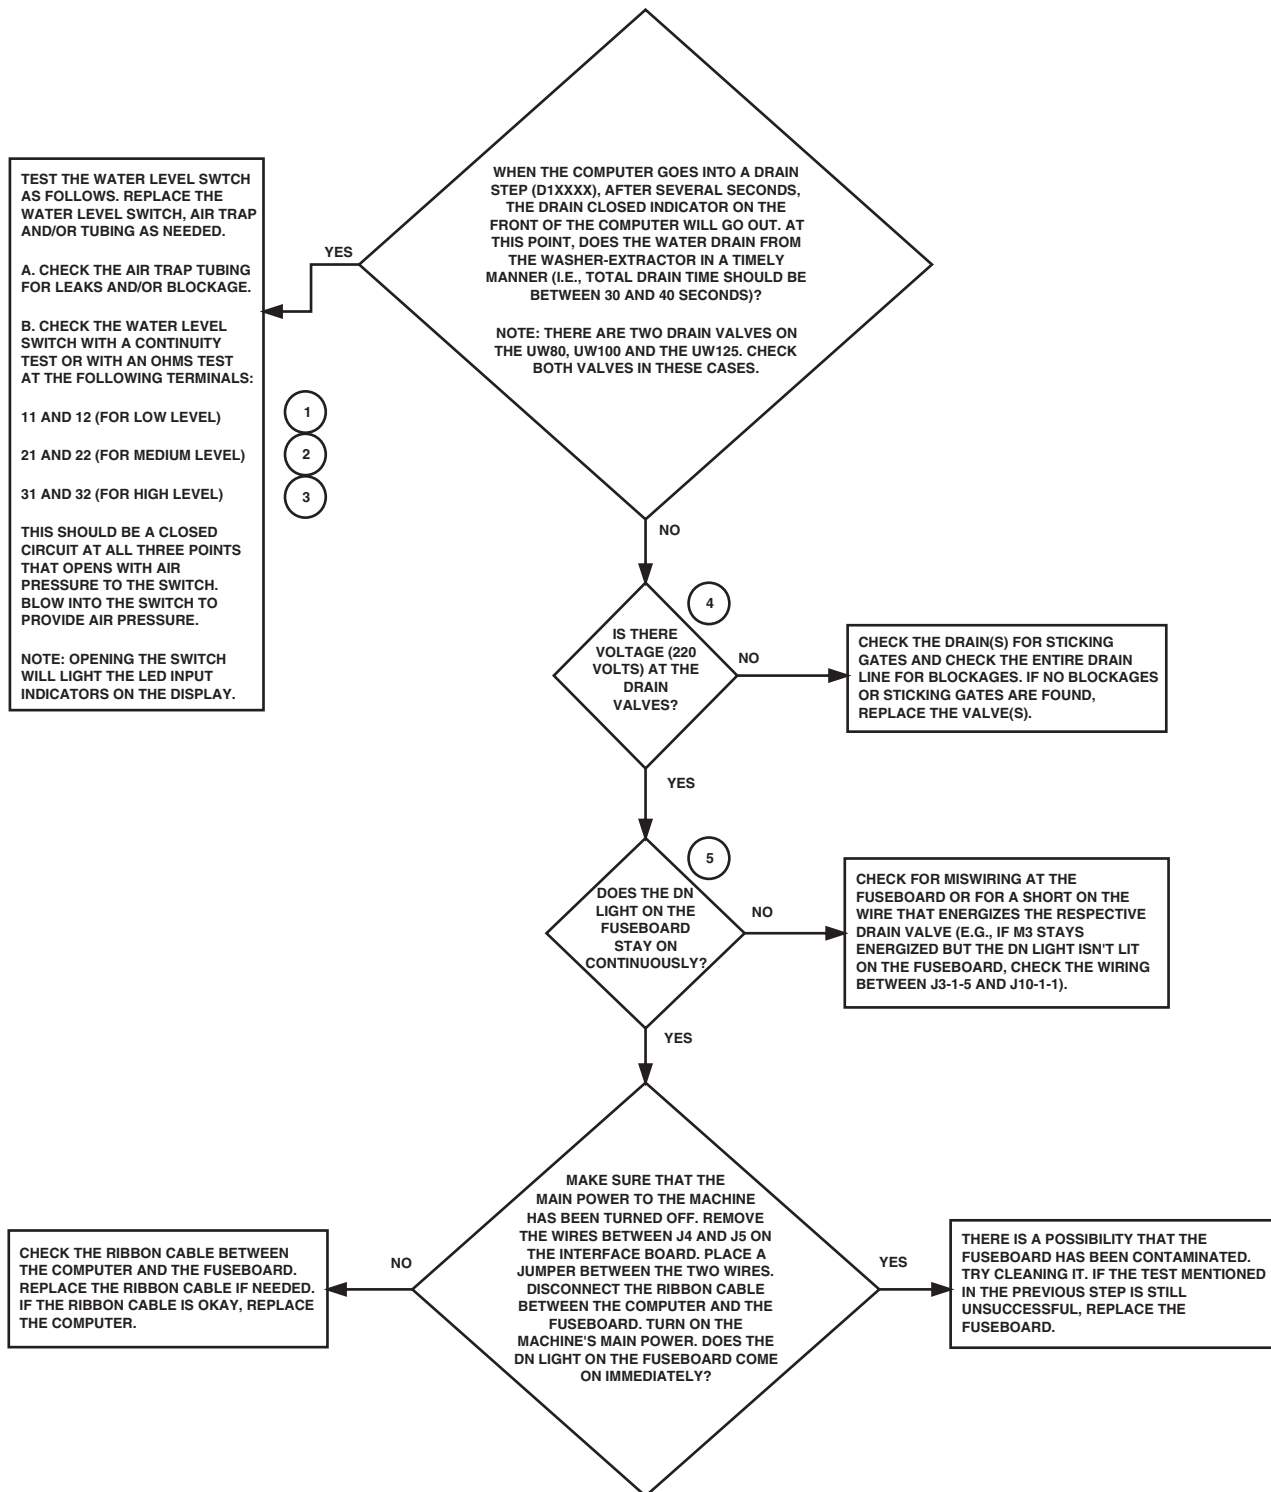 WHEN THE COMPUTER GOES INTO A DRAIN
STEP (D1XXXX), AFTER SEVERAL SECONDS,
THE DRAIN CLOSED INDICATOR ON THE
FRONT OF THE COMPUTER WILL GO OUT. AT
THIS POINT, DOES THE WATER DRAIN FROM
THE WASHER-EXTRACTOR IN A TIMELY
MANNER (I.E., TOTAL DRAIN TIME SHOULD BE
BETWEEN 30 AND 40 SECONDS)?
NOTE: THERE ARE TWO DRAIN VALVES ON
THE UW80, UW100 AND THE UW125. CHECK
BOTH VALVES IN THESE CASES.
YES
TEST THE WATER LEVEL SWTCH
AS FOLLOWS. REPLACE THE
WATER LEVEL SWITCH, AIR TRAP
AND/OR TUBING AS NEEDED.
A. CHECK THE AIR TRAP TUBING
FOR LEAKS AND/OR BLOCKAGE.
B. CHECK THE WATER LEVEL
SWITCH WITH A CONTINUITY
TEST OR WITH AN OHMS TEST
AT THE FOLLOWING TERMINALS:
11 AND 12 (FOR LOW LEVEL)
1
21 AND 22 (FOR MEDIUM LEVEL)
2
31 AND 32 (FOR HIGH LEVEL)
3
THIS SHOULD BE A CLOSED
CIRCUIT AT ALL THREE POINTS
THAT OPENS WITH AIR
PRESSURE TO THE SWITCH.
BLOW INTO THE SWITCH TO
PROVIDE AIR PRESSURE.
NOTE: OPENING THE SWITCH
WILL LIGHT THE LED INPUT
INDICATORS ON THE DISPLAY.
NO
4
IS THERE
VOLTAGE (220
VOLTS) AT THE
DRAIN
VALVES?
NO
CHECK THE DRAIN(S) FOR STICKING
GATES AND CHECK THE ENTIRE DRAIN
LINE FOR BLOCKAGES. IF NO BLOCKAGES
OR STICKING GATES ARE FOUND,
REPLACE THE VALVE(S).
YES
5
DOES THE DN
LIGHT ON THE
FUSEBOARD
STAY ON
CONTINUOUSLY?
NO
CHECK FOR MISWIRING AT THE
FUSEBOARD OR FOR A SHORT ON THE
WIRE THAT ENERGIZES THE RESPECTIVE
DRAIN VALVE (E.G., IF M3 STAYS
ENERGIZED BUT THE DN LIGHT ISN'T LIT
ON THE FUSEBOARD, CHECK THE WIRING
BETWEEN J3-1-5 AND J10-1-1).
YES
MAKE SURE THAT THE
MAIN POWER TO THE MACHINE
HAS BEEN TURNED OFF. REMOVE
THE WIRES BETWEEN J4 AND J5 ON
THE INTERFACE BOARD. PLACE A
JUMPER BETWEEN THE TWO WIRES.
DISCONNECT THE RIBBON CABLE
BETWEEN THE COMPUTER AND THE
FUSEBOARD. TURN ON THE
MACHINE'S MAIN POWER. DOES THE
DN LIGHT ON THE FUSEBOARD COME
ON IMMEDIATELY?
NO
CHECK THE RIBBON CABLE BETWEEN
THE COMPUTER AND THE FUSEBOARD.
REPLACE THE RIBBON CABLE IF NEEDED.
IF THE RIBBON CABLE IS OKAY, REPLACE
THE COMPUTER.
YES
THERE IS A POSSIBILITY THAT THE
FUSEBOARD HAS BEEN CONTAMINATED.
TRY CLEANING IT. IF THE TEST MENTIONED
IN THE PREVIOUS STEP IS STILL
UNSUCCESSFUL, REPLACE THE
FUSEBOARD.